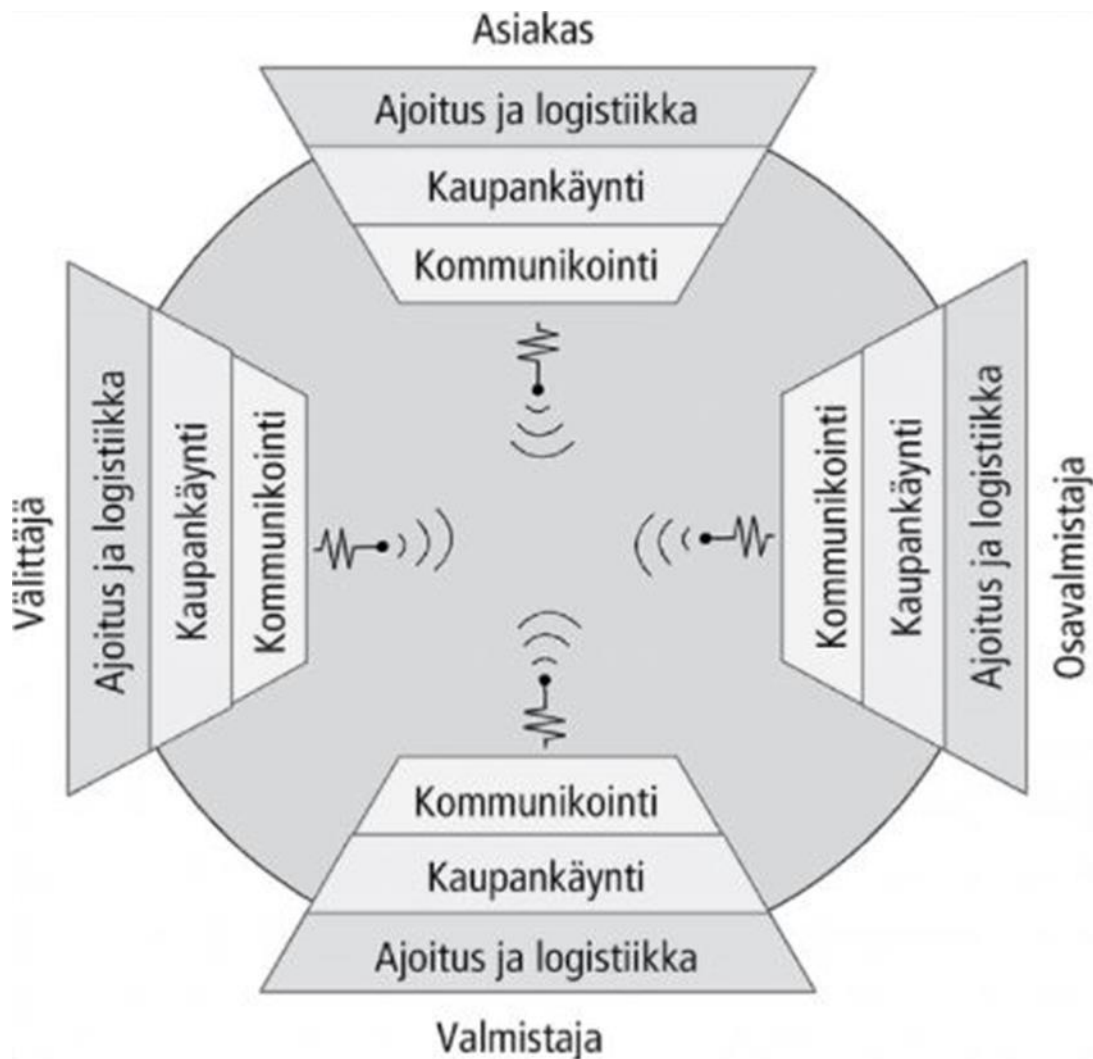 Asiakas
Ajoitus ja logistiikka
Kaupankäynti
Kommunikointi
Välittäjä
Ajoitus ja logistiikka
Kaupankäynti
Kommunikointi
Kommunikointi
Kaupankäynti
Ajoitus ja logistiikka
Osavalmistaja
Kommunikointi
Kaupankäynti
Ajoitus ja logistiikka
Valmistaja